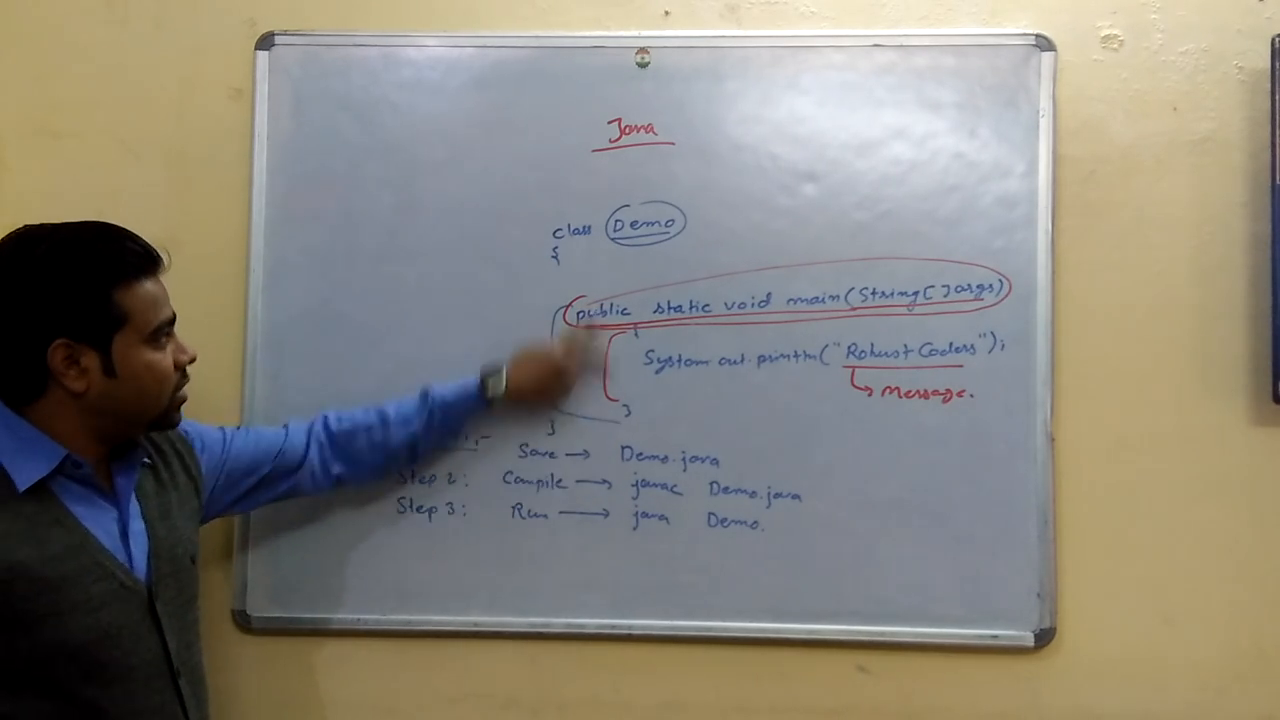 Java
class Demo
{
public static void main(String[]args)
{
System.out.println("Robust Coders");
message.
}
}
Save → Demo.java
Step 2: Compile → javac Demo.java
Step 3: Run → java Demo.